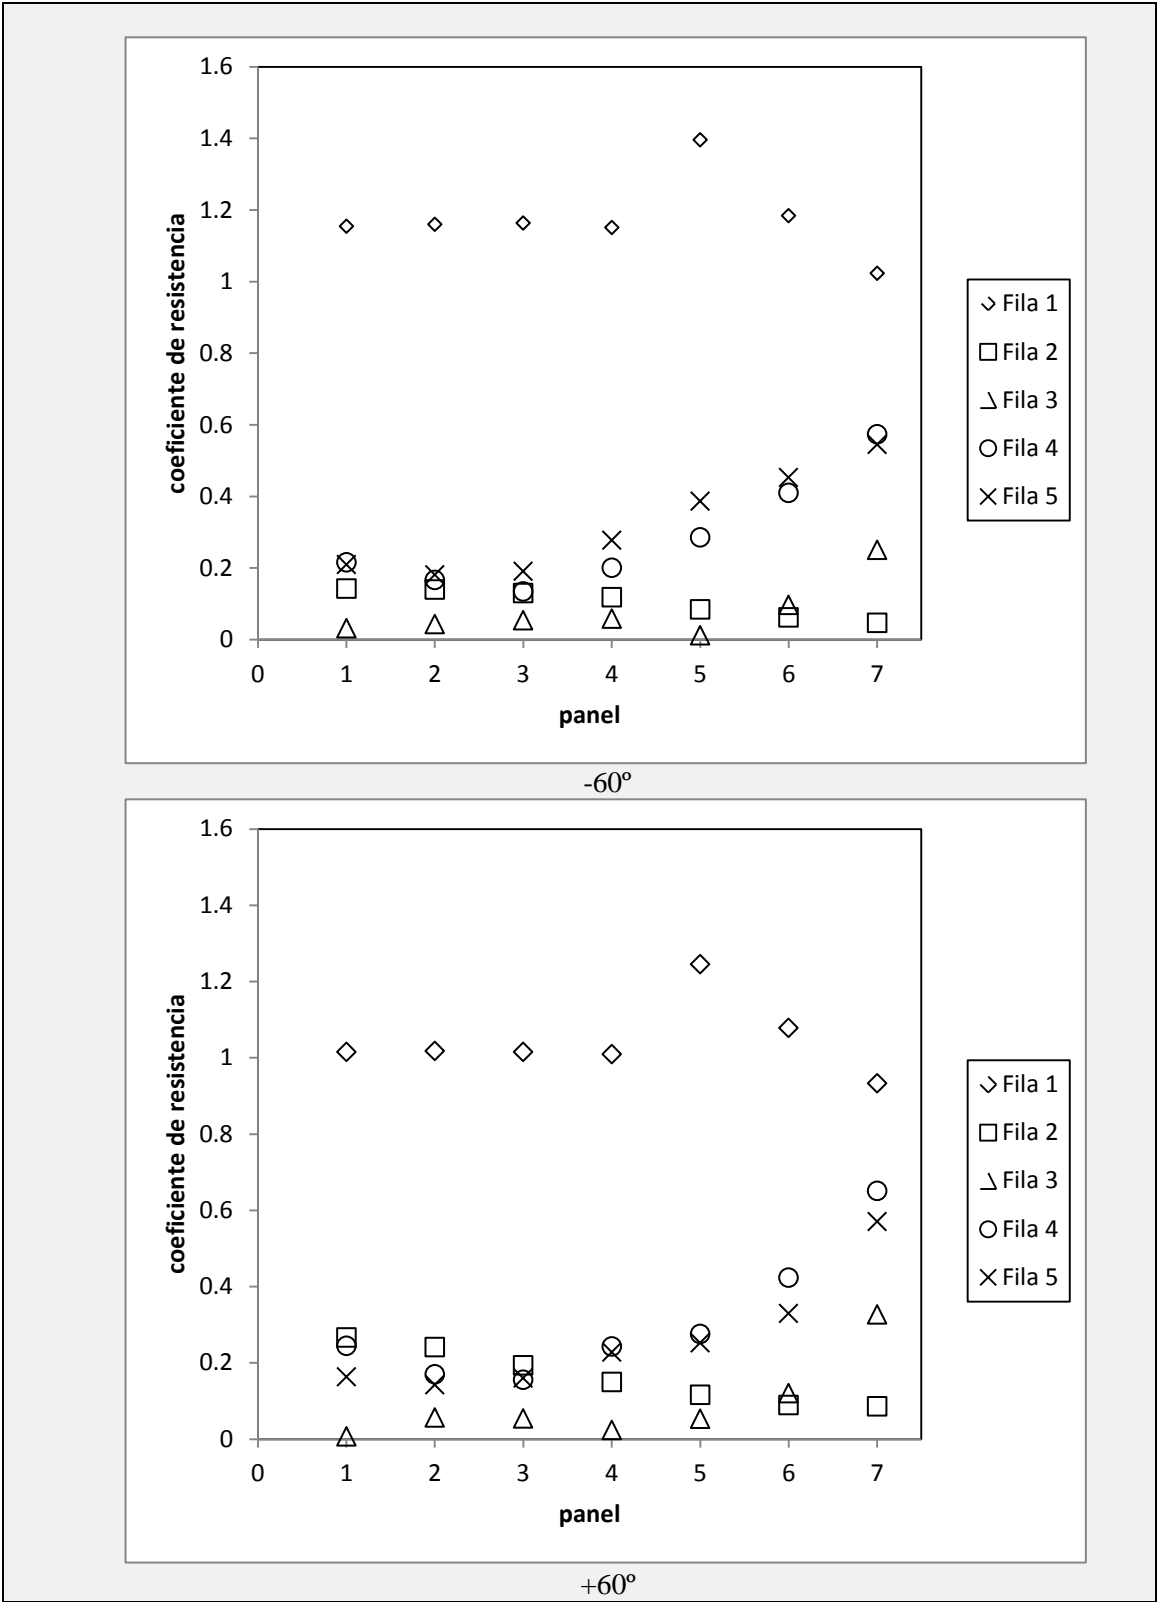 1.6
1.4
1.2
1
0.8
0.6
0.4
0.2
0
coeficiente de resistencia
0 1 2 3 4 5 6 7
panel
Fila 1
Fila 2
Fila 3
Fila 4
Fila 5
-60º
1.6
1.4
1.2
1
0.8
0.6
0.4
0.2
0
coeficiente de resistencia
0 1 2 3 4 5 6 7
panel
Fila 1
Fila 2
Fila 3
Fila 4
Fila 5
+60º